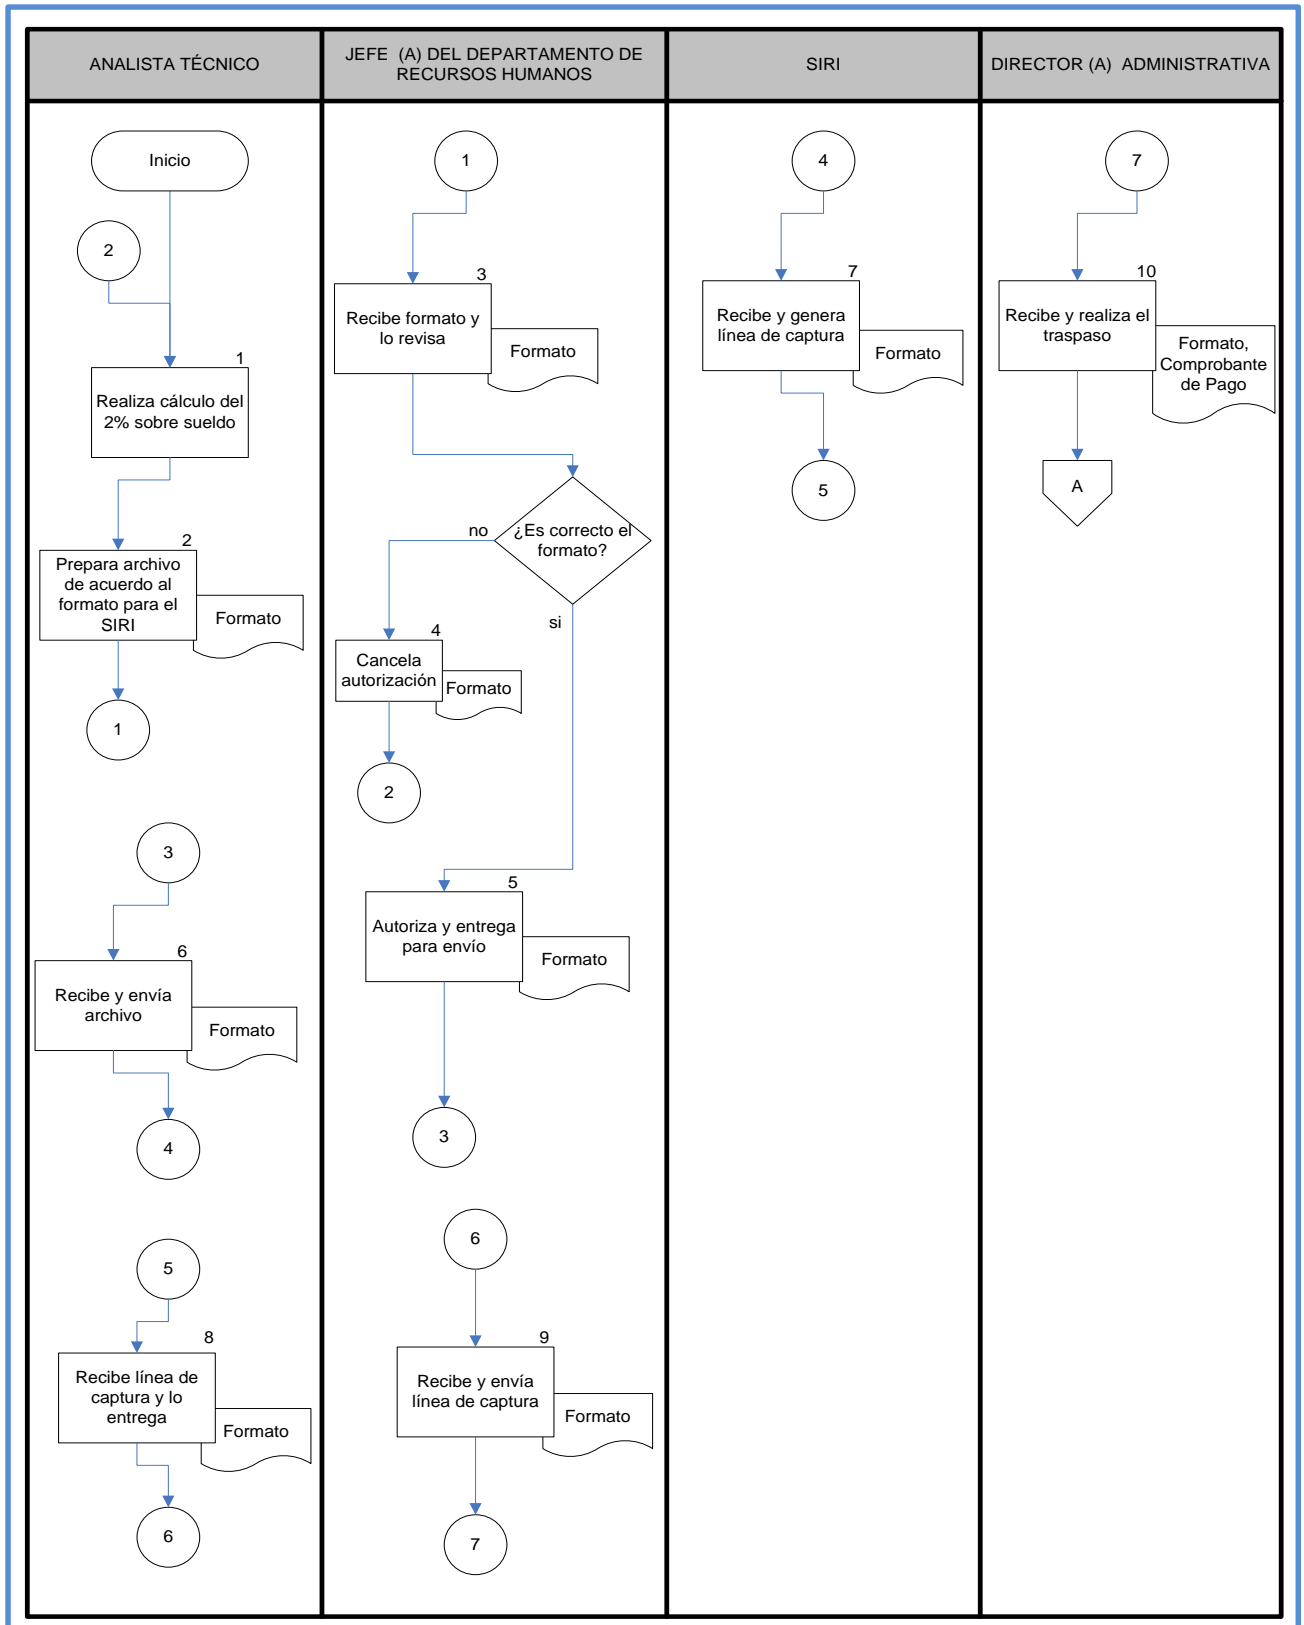 ANALISTA TÉCNICO
JEFE (A) DEL DEPARTAMENTO DE
RECURSOS HUMANOS
SIRI
DIRECTOR (A) ADMINISTRATIVA
Inicio
2
1
Realiza cálculo del
2% sobre sueldo
2
Prepara archivo
de acuerdo al
formato para el
SIRI
Formato
1
3
6
Recibe y envía
archivo
Formato
4
5
8
Recibe línea de
captura y lo
entrega
Formato
6
1
3
Recibe formato y
lo revisa
Formato
¿Es correcto el
formato?
no
si
4
Cancela
autorización
Formato
2
5
Autoriza y entrega
para envío
Formato
3
6
9
Recibe y envía
línea de captura
Formato
7
4
7
Recibe y genera
línea de captura
Formato
5
7
10
Recibe y realiza el
traspaso
Formato,
Comprobante
de Pago
A